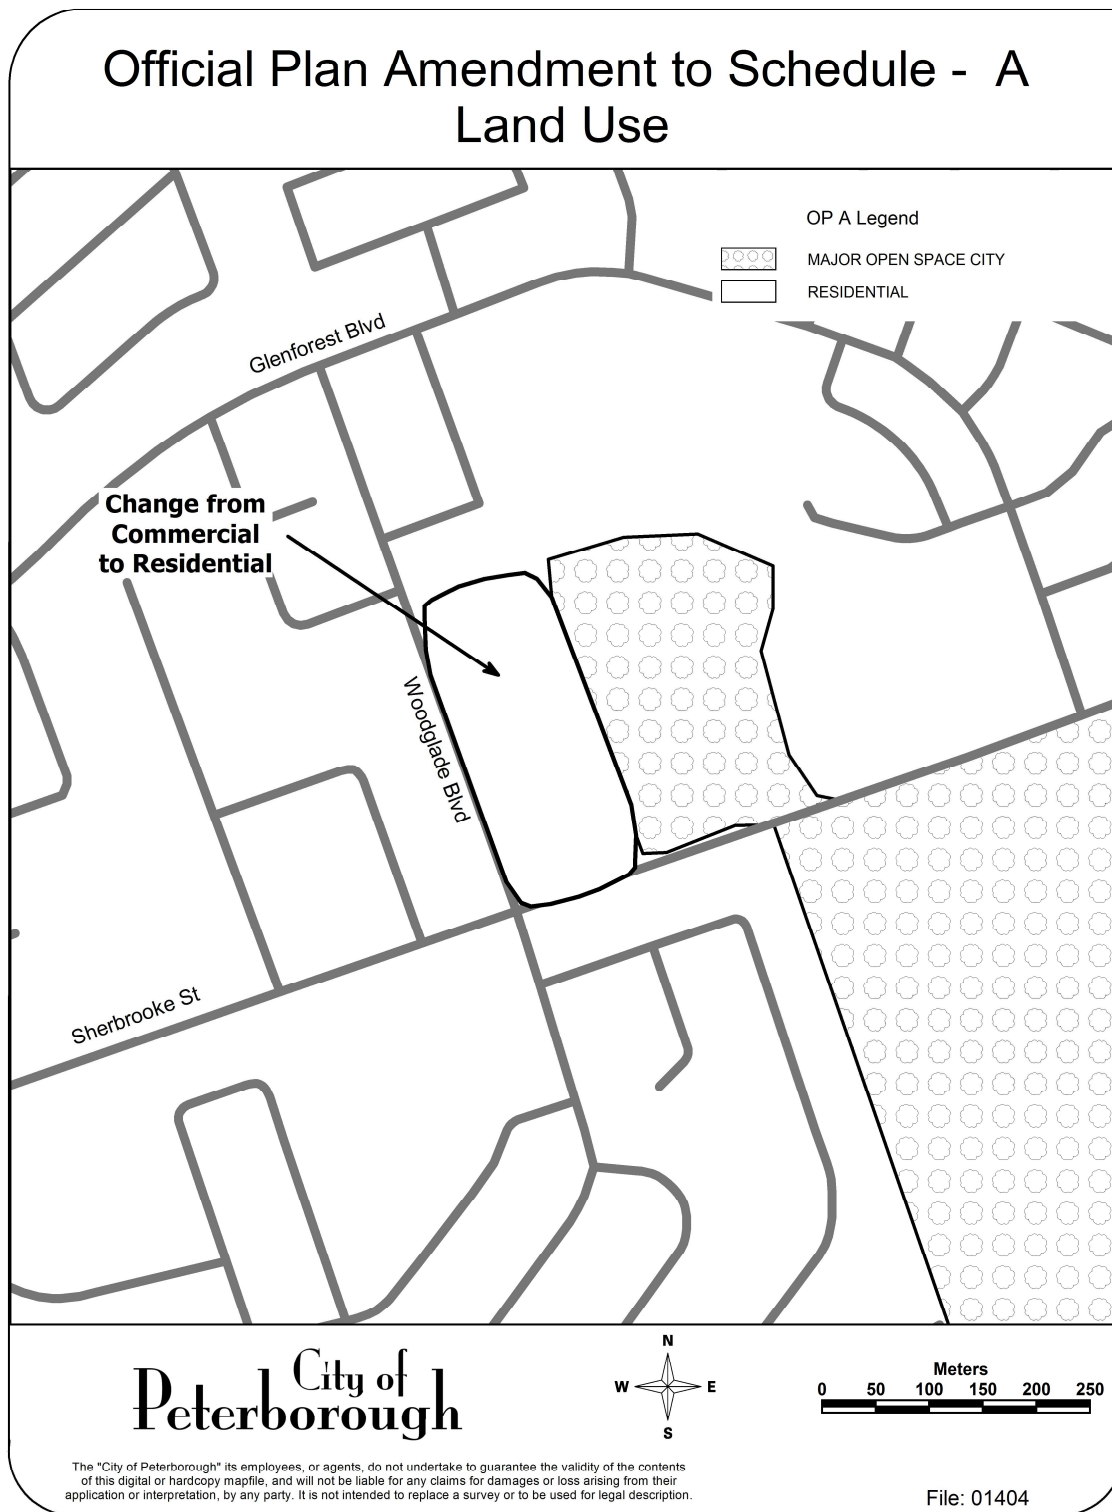 Official Plan Amendment to Schedule - A
Land Use
OP A Legend
MAJOR OPEN SPACE CITY
RESIDENTIAL
Glenforest Blvd
Change from
Commercial
to Residential
Woodglade Blvd
Sherbrooke St
City of
Peterborough
N
W E
S
Meters
0 50 100 150 200 250
The "City of Peterborough" its employees, or agents, do not undertake to guarantee the validity of the contents
of this digital or hardcopy mapfile, and will not be liable for any claims for damages or loss arising from their
application or interpretation, by any party. It is not intended to replace a survey or to be used for legal description.
File: 01404